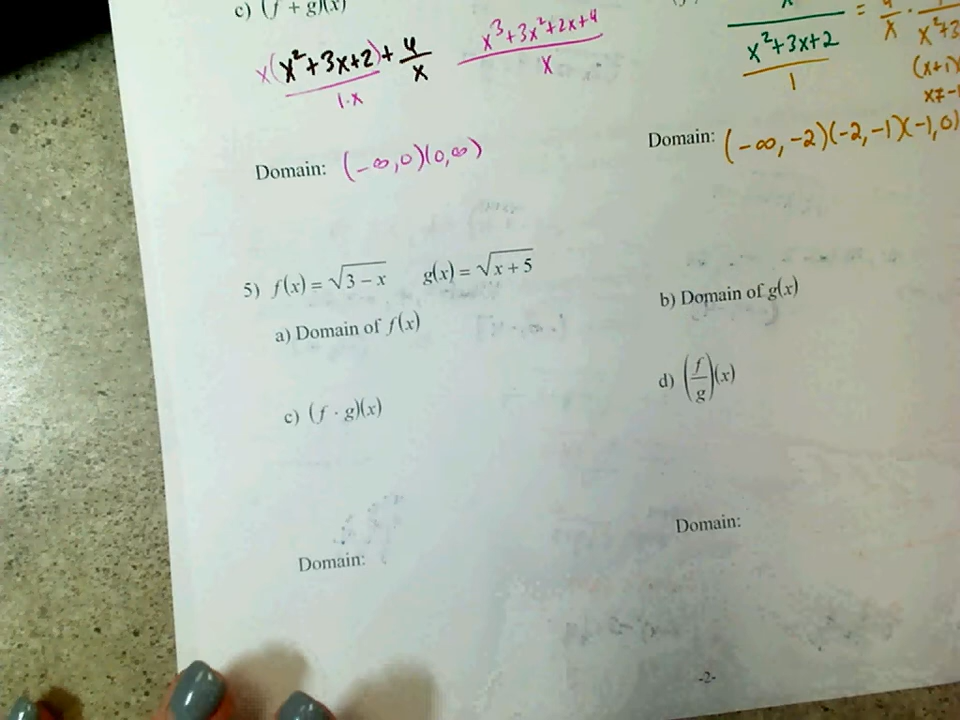 c) (f + g)(x)
x(x²+3x+2)/1·x + 4/x   x³+3x²+2x+4/x
x²+3x+2/1 = 4/x ·
(x+1)
Domain: (-∞,0)(0,∞)
Domain: (-∞,-2)(-2,-1)(-1,0)
5) f(x) = √3 − x   g(x) = √x + 5
a) Domain of f(x)
b) Domain of g(x)
c) (f · g)(x)
d) (f/g)(x)
Domain:
Domain:
-2-